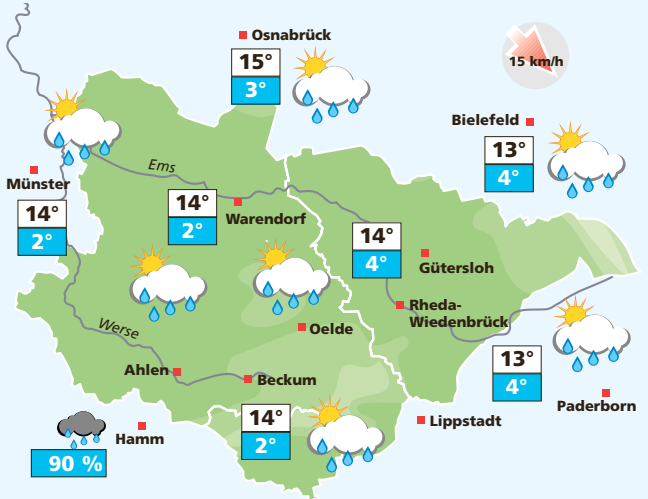 Osnabrück
15°
3°
15 km/h
Bielefeld
13°
4°
Ems
Münster
14°
2°
14°
2°
Warendorf
14°
4°
Gütersloh
Rheda-
Wiedenbrück
Werse
Oelde
Ahlen
Beckum
13°
4°
Paderborn
14°
2°
Lippstadt
Hamm
90 %